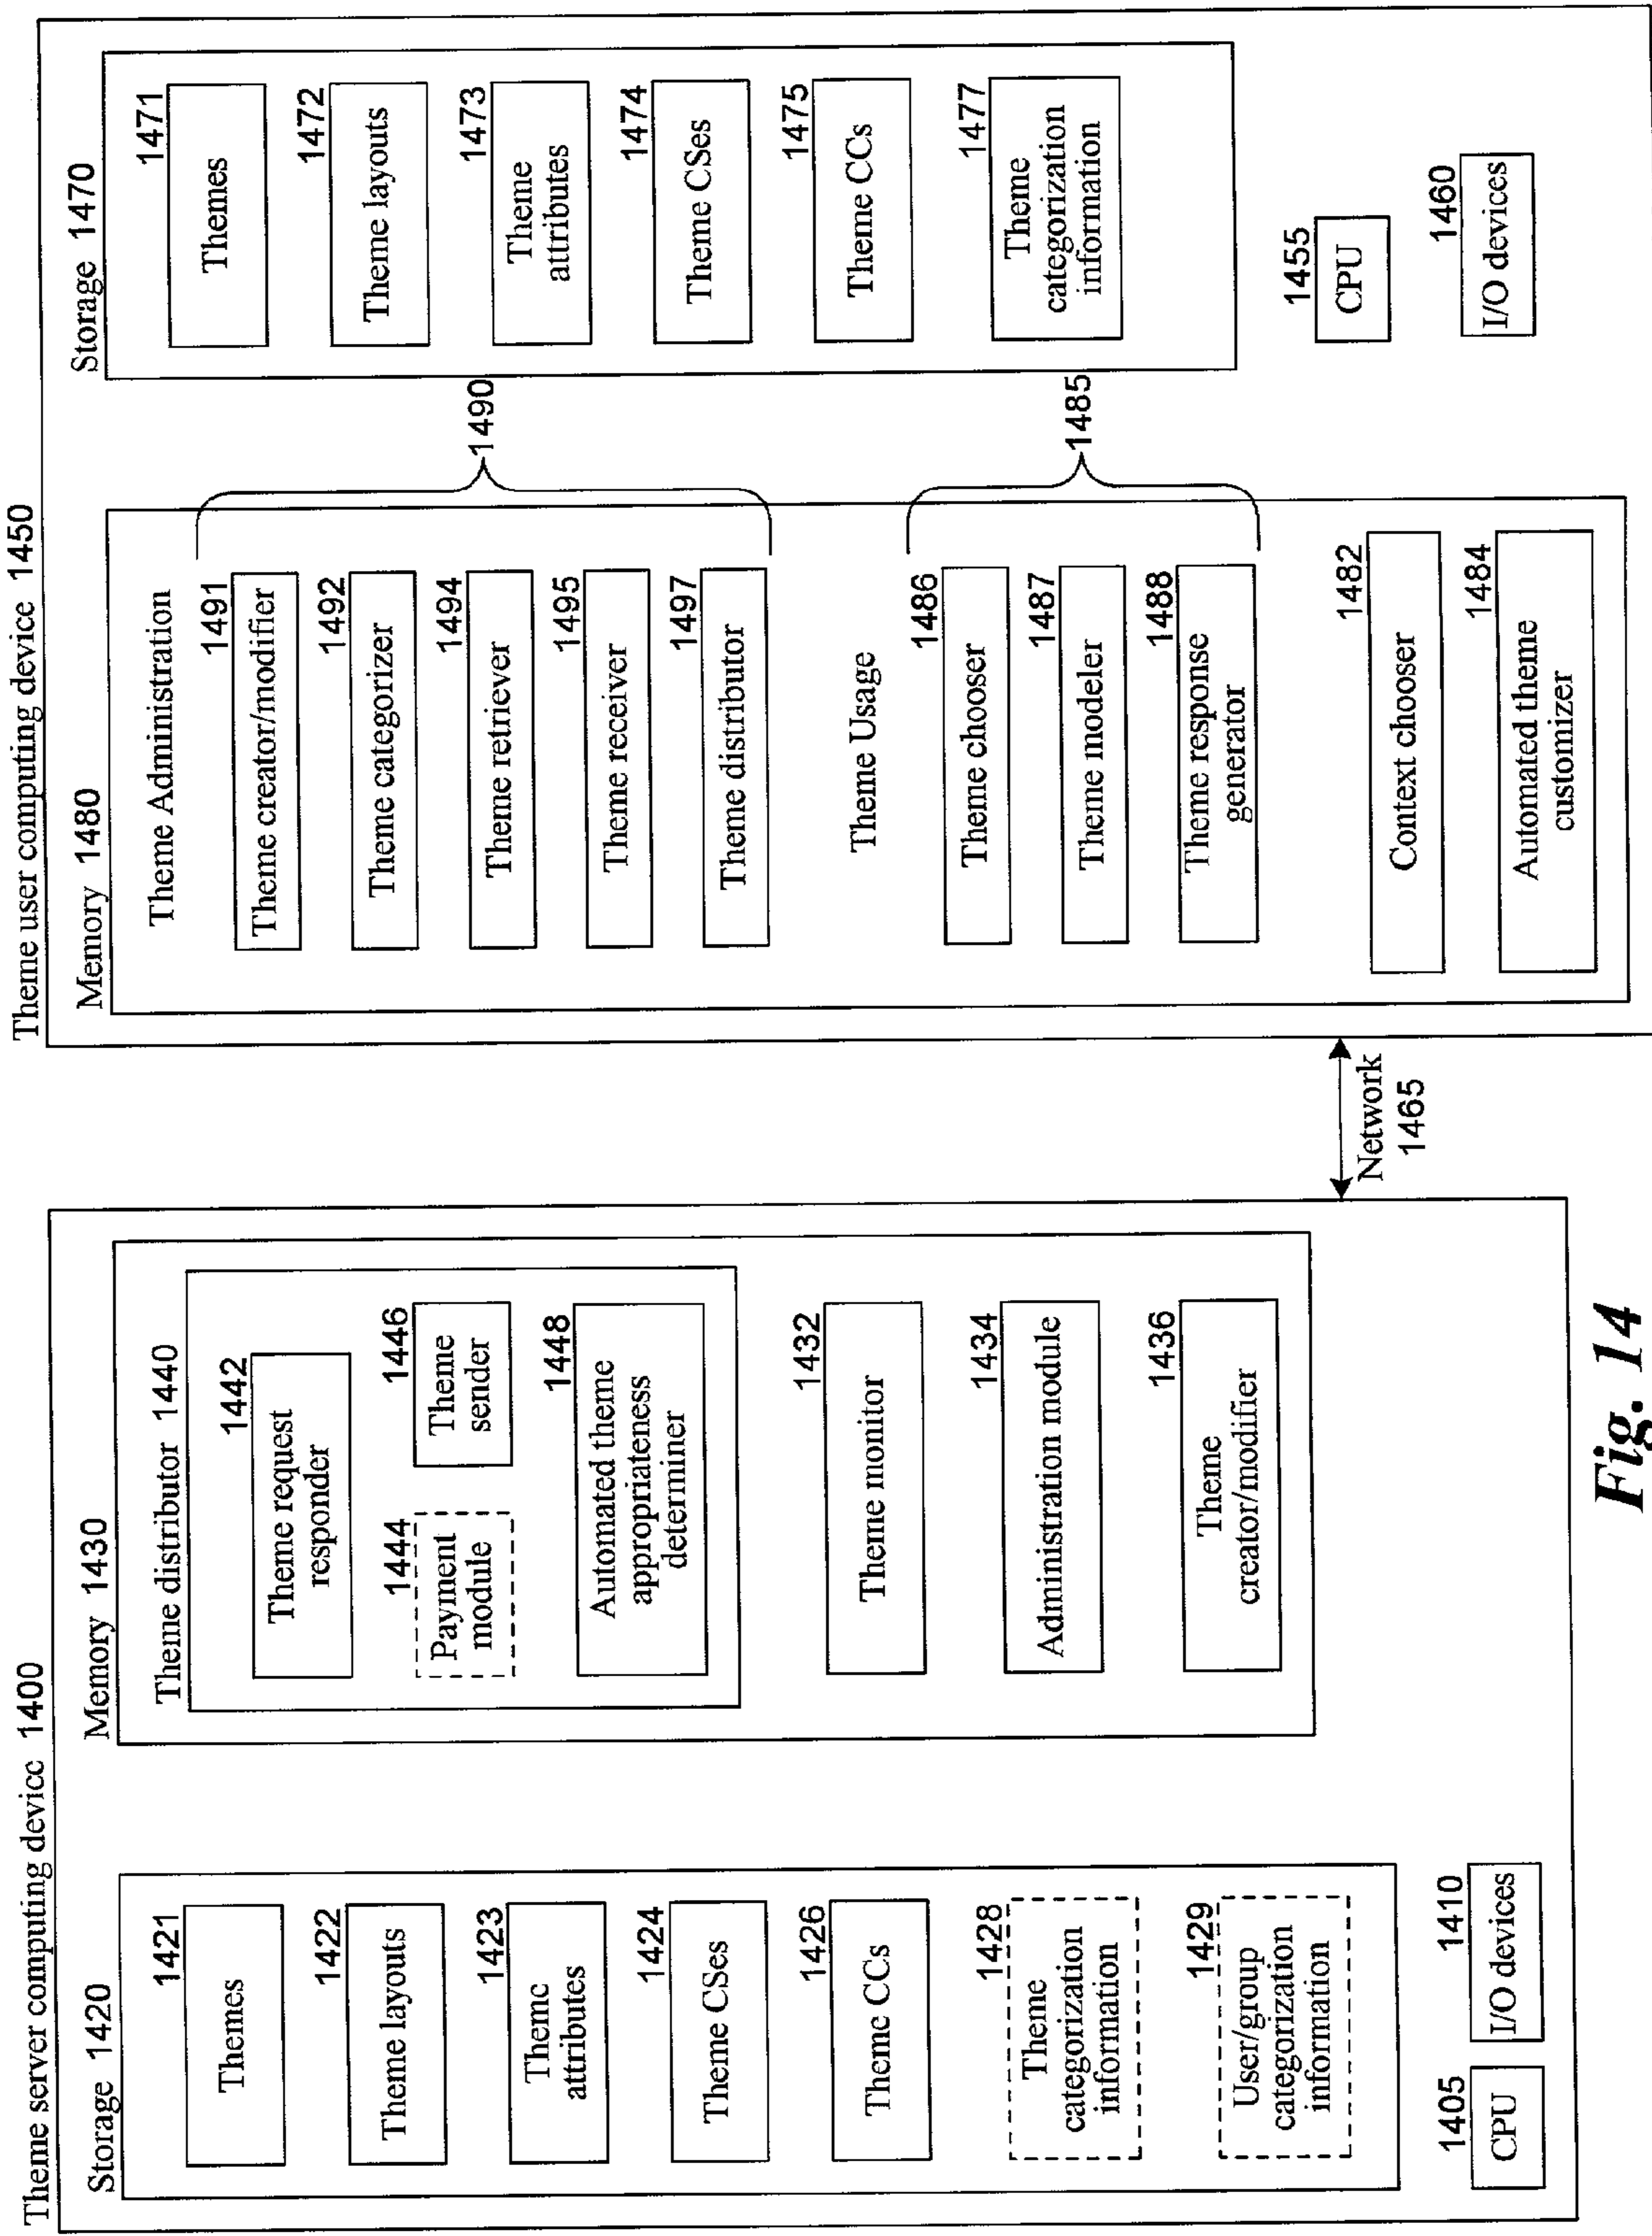 Theme server computing device 1400
Storage 1420
1421
Themes
1422
Theme layouts
1423
Theme
attributes
1424
Theme CSes
1426
Theme CCs
1428
Theme
categorization
information
1429
User/group
categorization
information
1405
CPU
1410
I/O devices
Memory 1430
Theme distributor 1440
1442
Theme request
responder
1444
Payment
module
1446
Theme
sender
1448
Automated theme
appropriateness
determiner
1432
Theme monitor
1434
Administration module
1436
Theme
creator/modifier
Network
1465
Theme user computing device 1450
Memory 1480
Theme Administration
1491
Theme creator/modifier
1492
Theme categorizer
1494
Theme retriever
1495
Theme receiver
1497
Theme distributor
1490
Theme Usage
1486
Theme chooser
1487
Theme modeler
1488
Theme response
generator
1485
1482
Context chooser
1484
Automated theme
customizer
Storage 1470
1471
Themes
1472
Theme layouts
1473
Theme
attributes
1474
Theme CSes
1475
Theme CCs
1477
Theme
categorization
information
1455
CPU
1460
I/O devices
Fig. 14